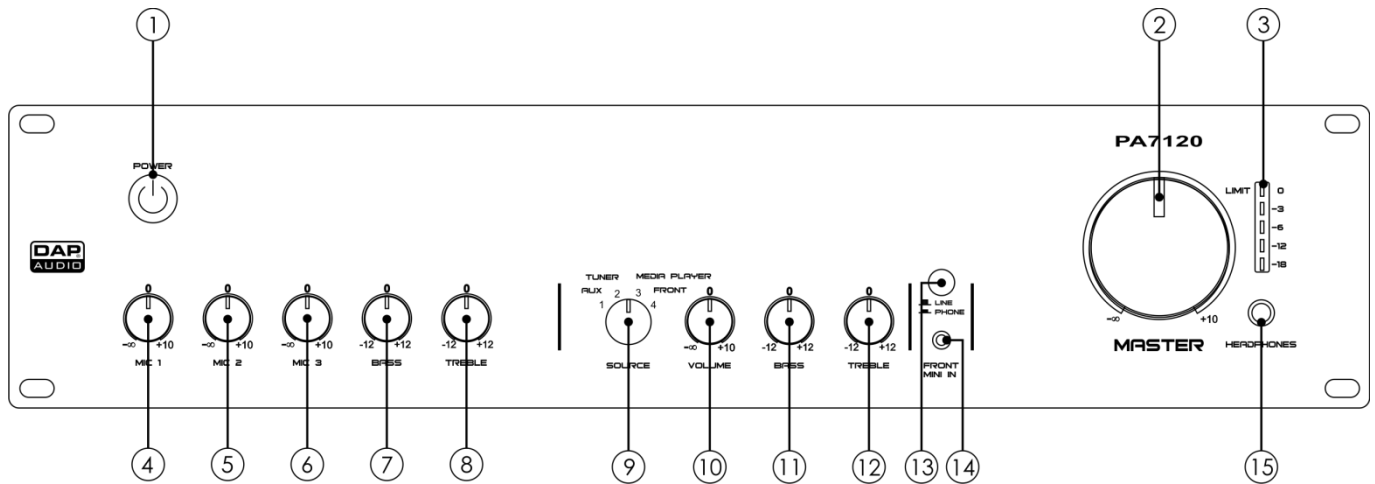 1
2
3
POWER
PA7120
LIMIT 0
-3
-6
-12
-18
DAP®
AUDIO
TUNER MEDIA PLAYER
AUX 1 2 3 4 FRONT
0 0 0 0 0 0 0 0
LINE
PHONE
-∞ +10 -∞ +10 -∞ +10 -12 +12 -12 +12 -∞ +10 -12 +12 -12 +12
-∞ +10
MIC 1 MIC 2 MIC 3 BASS TREBLE SOURCE VOLUME BASS TREBLE
FRONT
MINI IN
MASTER
HEADPHONES
4 5 6 7 8 9 10 11 12 13 14 15